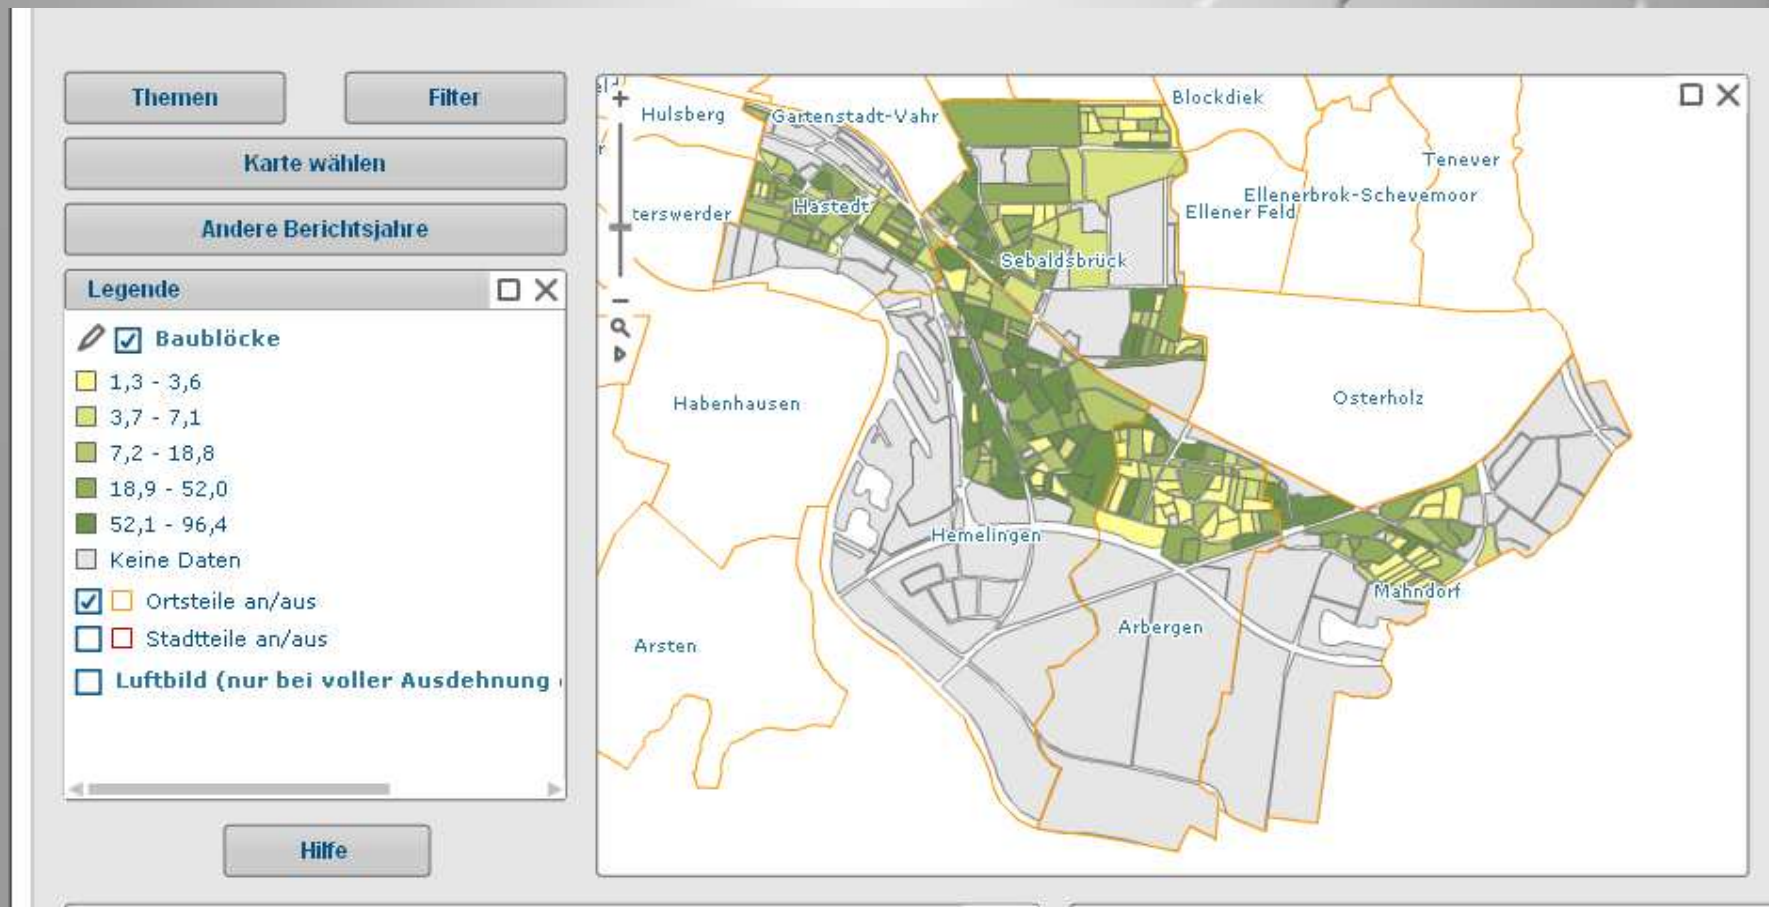 Themen
Filter
Karte wählen
Andere Berichtsjahre
Legende
Baublöcke
1,3 - 3,6
3,7 - 7,1
7,2 - 18,8
18,9 - 52,0
52,1 - 96,4
Keine Daten
Ortsteile an/aus
Stadtteile an/aus
Luftbild (nur bei voller Ausdehnung
Hilfe
Hulsberg
Gartenstadt-Vahr
Blockdiek
Tenever
Ellenerbrok-Schevemoor
Ellener Feld
terswerder
Hastedt
Sebaldsbrück
Habenhausen
Osterholz
Hemelingen
Mahndorf
Arbergen
Arsten